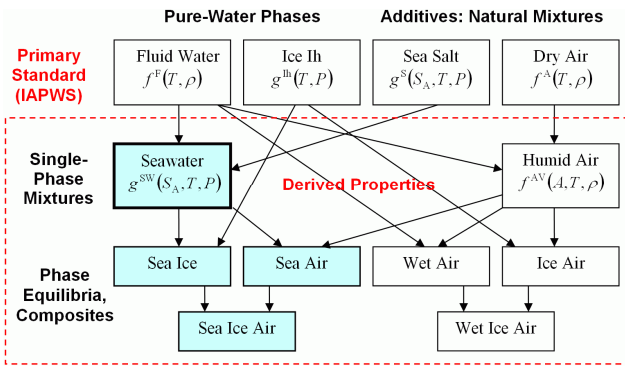 Pure-Water Phases
Additives: Natural Mixtures
Primary
Standard
(IAPWS)
Fluid Water
f^F(T, ρ)
Ice Ih
g^Ih(T, P)
Sea Salt
g^S(S_A, T, P)
Dry Air
f^A(T, ρ)
Single-
Phase
Mixtures
Seawater
g^SW(S_A, T, P)
Derived Properties
Humid Air
f^AV(A, T, ρ)
Phase
Equilibria,
Composites
Sea Ice
Sea Air
Wet Air
Ice Air
Sea Ice Air
Wet Ice Air